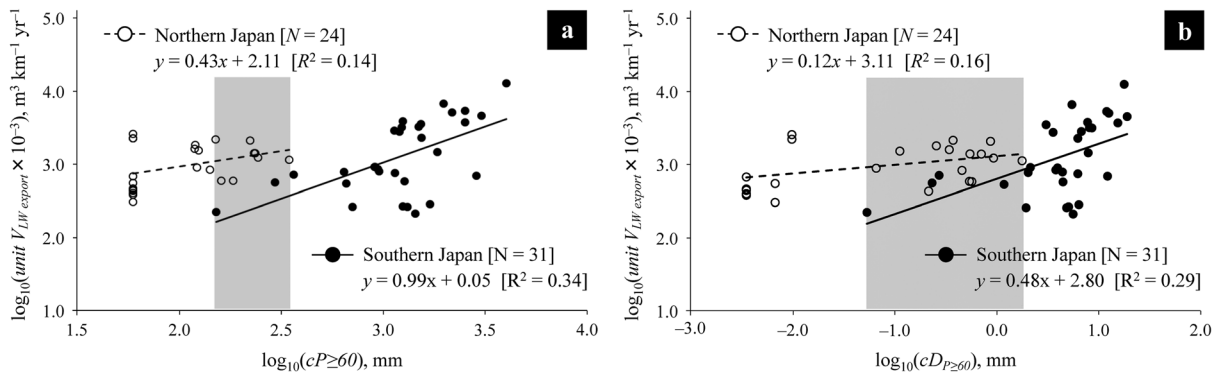 a
Northern Japan [N = 24]
y = 0.43x + 2.11 [R² = 0.14]
Southern Japan [N = 31]
y = 0.99x + 0.05 [R² = 0.34]
log₁₀(unit V_LW export × 10⁻³), m³ km⁻¹ yr⁻¹
5.0
4.0
3.0
2.0
1.0
1.5
2.0
2.5
3.0
3.5
4.0
log₁₀(cP≥60), mm
b
Northern Japan [N = 24]
y = 0.12x + 3.11 [R² = 0.16]
Southern Japan [N = 31]
y = 0.48x + 2.80 [R² = 0.29]
log₁₀(unit V_LW export × 10⁻³), m³ km⁻¹ yr⁻¹
5.0
4.0
3.0
2.0
1.0
−3.0
−2.0
−1.0
0.0
1.0
2.0
log₁₀(cD_P≥60), mm